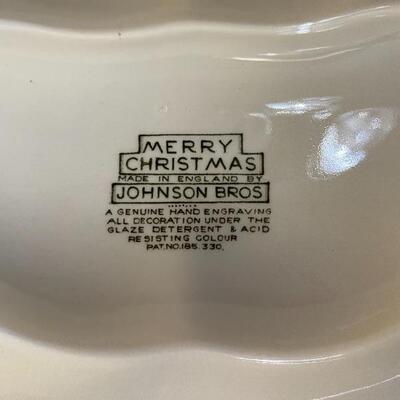 MERRY
CHRISTMAS
MADE IN ENGLAND BY
JOHNSON BROS
A GENUINE HAND ENGRAVING
ALL DECORATION UNDER THE
GLAZE DETERGENT & ACID
RESISTING COLOUR
PAT.NO.185.330.